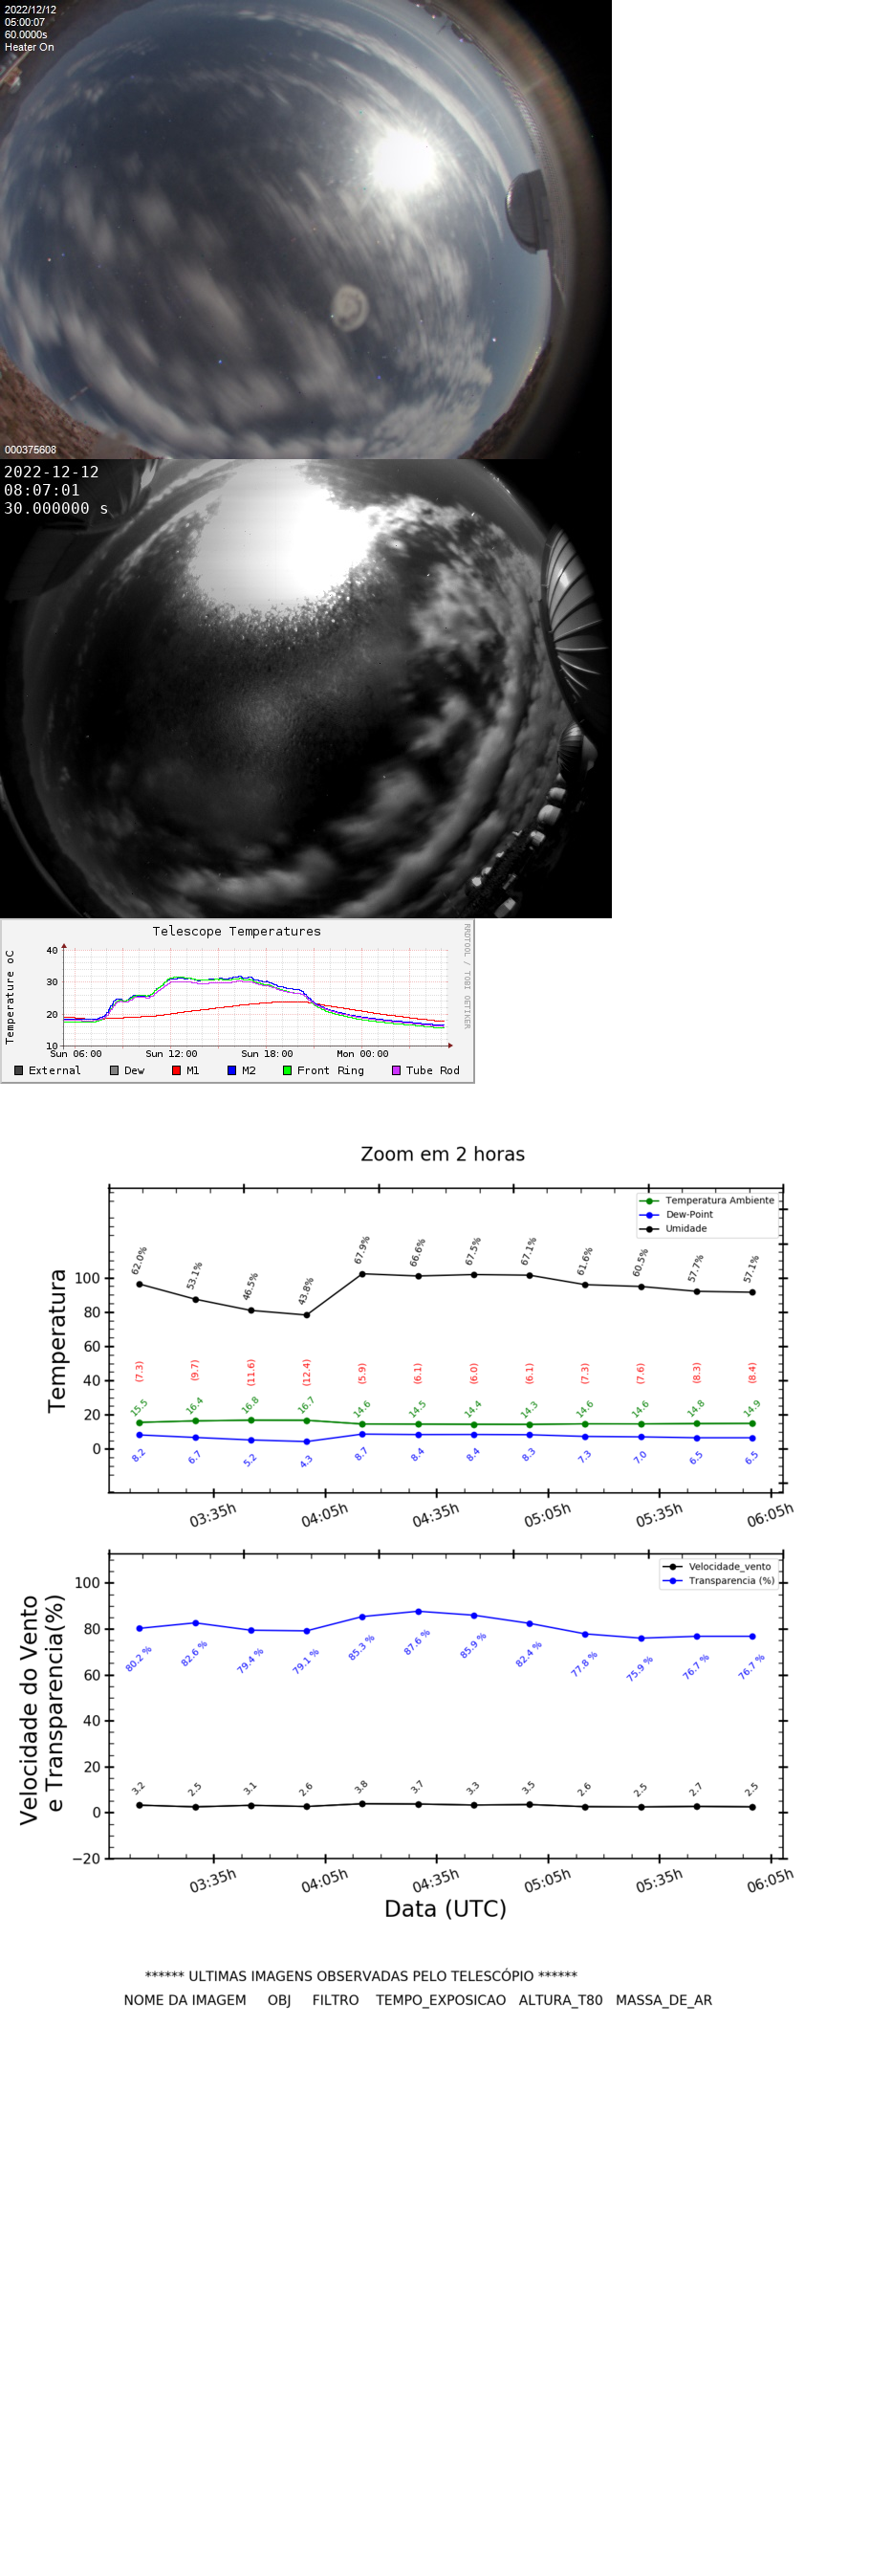 2022/12/12
05:00:07
60.0000s
Heater On
000375608
2022-12-12
08:07:01
30.000000 s
Telescope Temperatures
RRDTOOL / TOBI OETIKER
Temperature oC
40
30
20
10
Sun 06:00 Sun 12:00 Sun 18:00 Mon 00:00
External Dew M1 M2 Front Ring Tube Rod
Zoom em 2 horas
Temperatura Ambiente
Dew-Point
Umidade
Temperatura
100
80
60
40
20
0
62.0% 53.1% 46.5% 43.8% 67.9% 66.6% 67.5% 67.1% 61.6% 60.5% 57.7% 57.1%
(7.3) (9.7) (11.6) (12.4) (5.9) (6.1) (6.0) (6.1) (7.3) (7.6) (8.3) (8.4)
15.5 16.4 16.8 16.7 14.6 14.5 14.4 14.3 14.6 14.6 14.8 14.9
8.2 6.7 5.2 4.3 8.7 8.4 8.4 8.3 7.3 7.0 6.5 6.5
03:35h 04:05h 04:35h 05:05h 05:35h 06:05h
Velocidade_vento
Transparencia (%)
Velocidade do Vento
e Transparencia(%)
100
80
60
40
20
0
−20
80.2 % 82.6 % 79.4 % 79.1 % 85.3 % 87.6 % 85.9 % 82.4 % 77.8 % 75.9 % 76.7 % 76.7 %
3.2 2.5 3.1 2.6 3.8 3.7 3.3 3.5 2.6 2.5 2.7 2.5
03:35h 04:05h 04:35h 05:05h 05:35h 06:05h
Data (UTC)
****** ULTIMAS IMAGENS OBSERVADAS PELO TELESCÓPIO ******
NOME DA IMAGEM OBJ FILTRO TEMPO_EXPOSICAO ALTURA_T80 MASSA_DE_AR